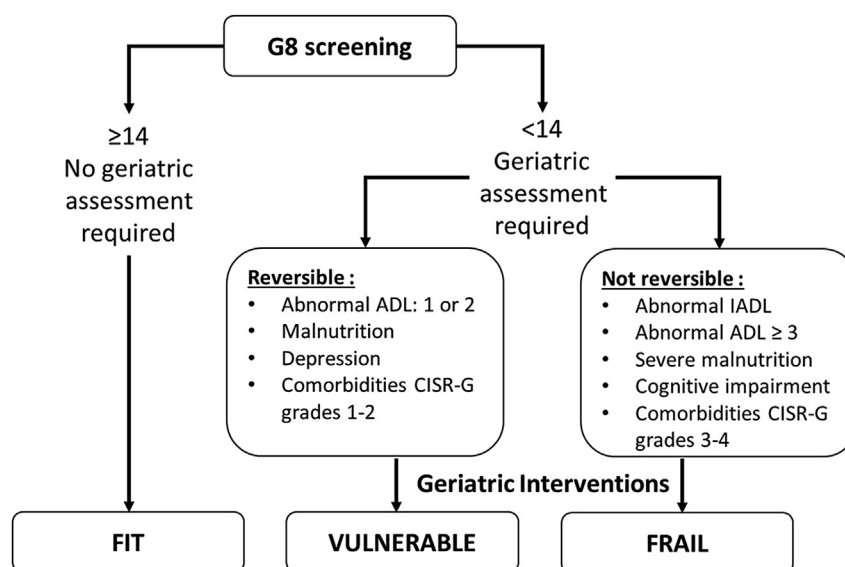 G8 screening
≥14
No geriatric
assessment
required
<14
Geriatric
assessment
required
Reversible :
• Abnormal ADL: 1 or 2
• Malnutrition
• Depression
• Comorbidities CISR-G
grades 1-2
Not reversible :
• Abnormal IADL
• Abnormal ADL ≥ 3
• Severe malnutrition
• Cognitive impairment
• Comorbidities CISR-G
grades 3-4
Geriatric Interventions
FIT
VULNERABLE
FRAIL